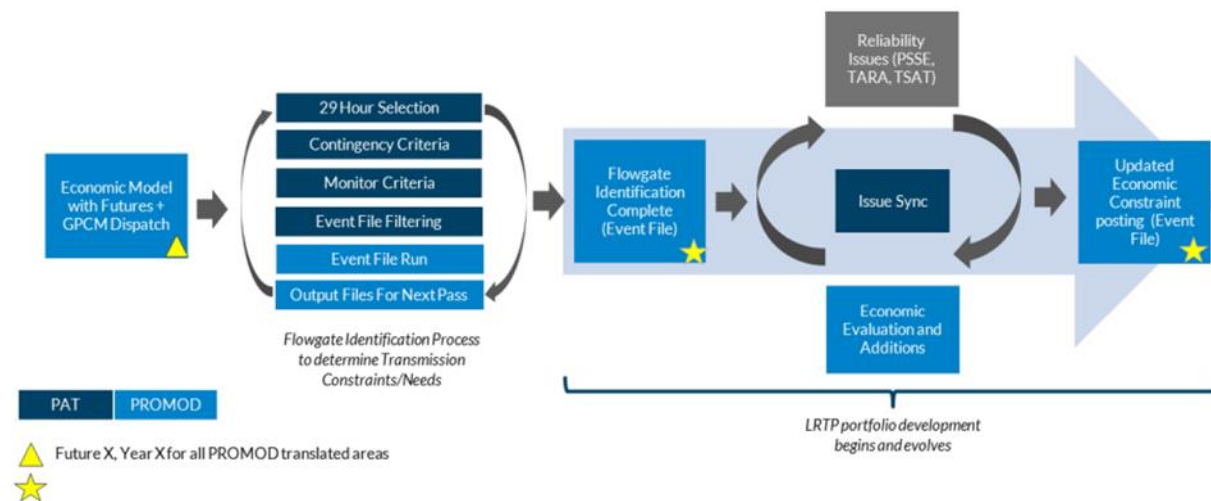 Reliability
Issues (PSSE,
TARA, TSAT)
29 Hour Selection
Contingency Criteria
Monitor Criteria
Event File Filtering
Event File Run
Output Files For Next Pass
Economic Model
with Futures +
GPCM Dispatch
Flowgate
Identification
Complete
(Event File)
Issue Sync
Updated
Economic
Constraint
posting (Event
File)
Economic
Evaluation and
Additions
Flowgate Identification Process
to determine Transmission
Constraints/Needs
PAT
PROMOD
LRTP portfolio development
begins and evolves
Future X, Year X for all PROMOD translated areas